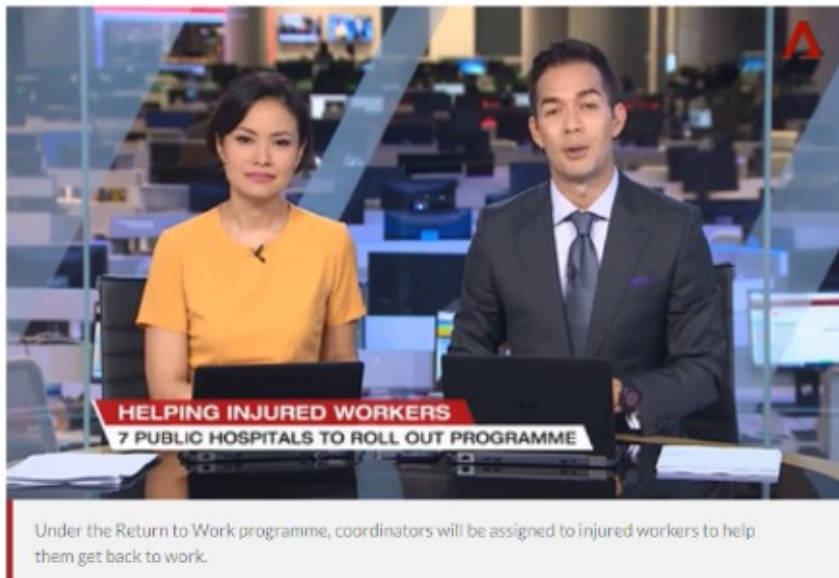 HELPING INJURED WORKERS
7 PUBLIC HOSPITALS TO ROLL OUT PROGRAMME
Under the Return to Work programme, coordinators will be assigned to injured workers to help
them get back to work.